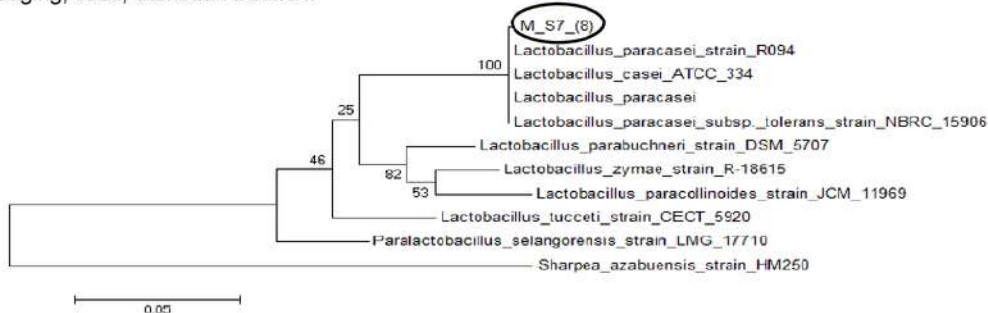 M_S7_(8)
Lactobacillus_paracasei_strain_R094
100
Lactobacillus_casei_ATCC_334
Lactobacillus_paracasei
25
Lactobacillus_paracasei_subsp._tolerans_strain_NBRC_15906
Lactobacillus_parabuchneri_strain_DSM_5707
46
Lactobacillus_zymae_strain_R-18615
82
53
Lactobacillus_paracollinoides_strain_JCM_11969
Lactobacillus_tucceti_strain_CECT_5920
Paralactobacillus_selangorensis_strain_LMG_17710
Sharpea_azabuensis_strain_HM250
0.05